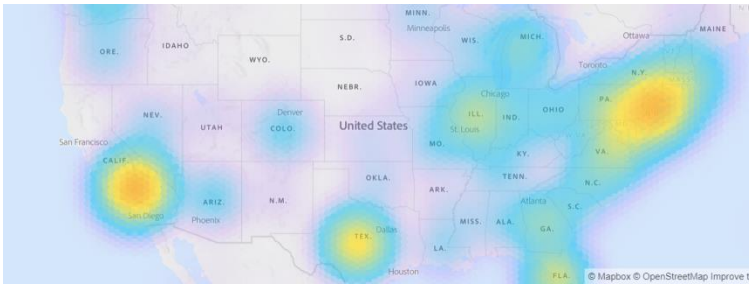 MINN.
Minneapolis
MAINE
Ottawa
MICH.
WIS.
S.D.
IDAHO
ORE.
WYO.
Toronto
N.Y.
IOWA
NEBR.
Chicago
PA.
OHIO
Denver
NEV.
ILL.
IND.
United States
UTAH
COLO.
St. Louis
San Francisco
MO.
VA.
KY.
CALIF.
OKLA.
TENN.
N.C.
ARK.
ARIZ.
N.M.
Atlanta
S.C.
San Diego
Phoenix
MISS.
ALA.
GA.
Dallas
TEX.
LA.
Houston
FLA.
© Mapbox © OpenStreetMap Improve t